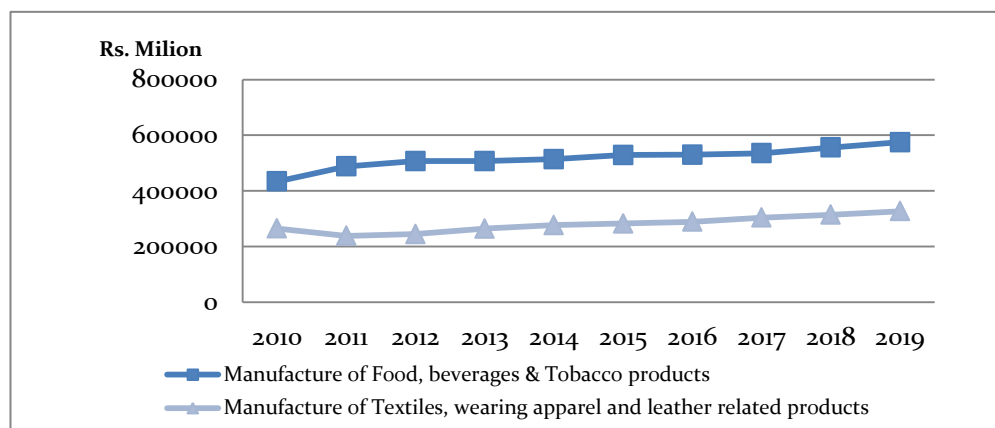 Rs. Milion
800000
600000
400000
200000
0
2010 2011 2012 2013 2014 2015 2016 2017 2018 2019
Manufacture of Food, beverages & Tobacco products
Manufacture of Textiles, wearing apparel and leather related products